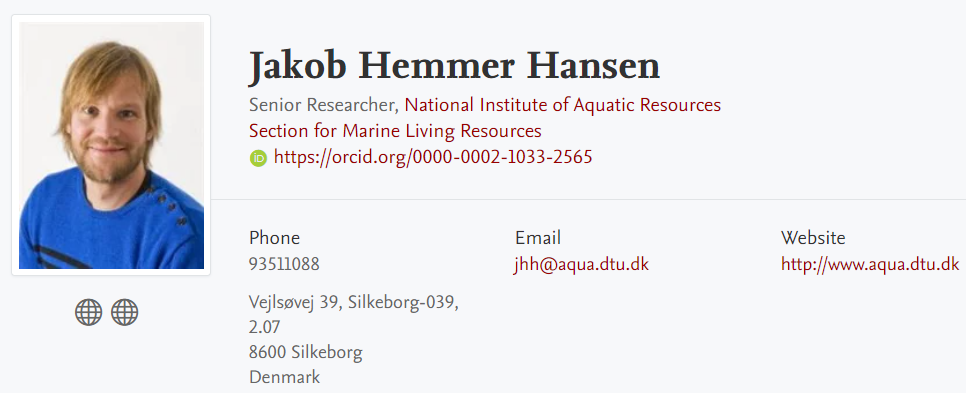 Jakob Hemmer Hansen
Senior Researcher, National Institute of Aquatic Resources
Section for Marine Living Resources
iD https://orcid.org/0000-0002-1033-2565
Phone
93511088
Email
jhh@aqua.dtu.dk
Website
http://www.aqua.dtu.dk
Vejlsøvej 39, Silkeborg-039,
2.07
8600 Silkeborg
Denmark